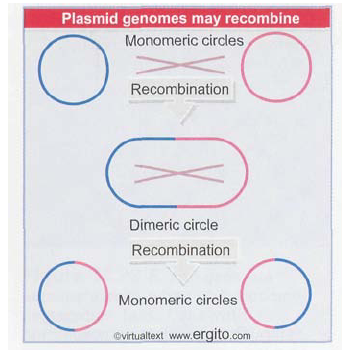 Plasmid genomes may recombine
Monomeric circles
Recombination
Dimeric circle
Recombination
Monomeric circles
©virtualtext www.ergito.com